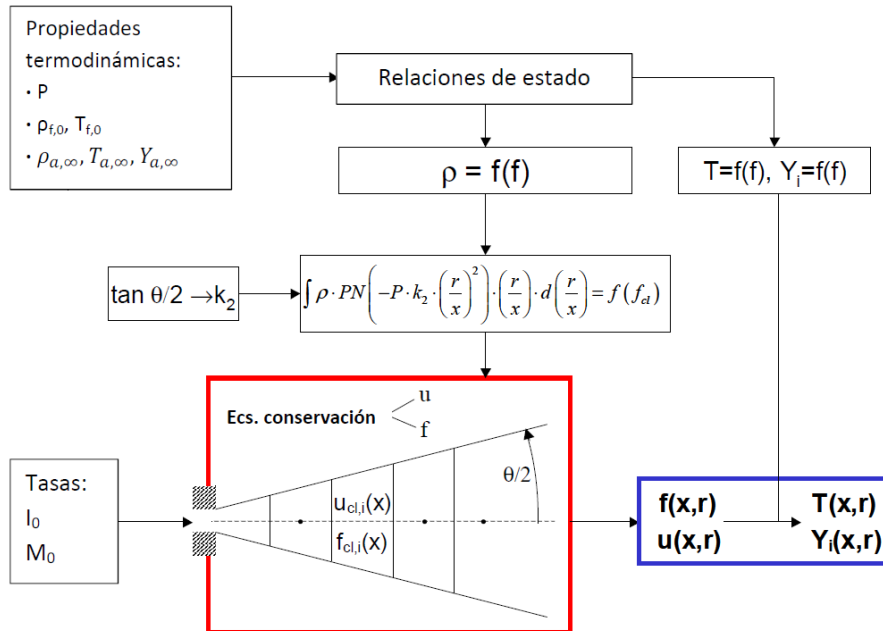 Propiedades
termodinámicas:
· P
· ρf,0, Tf,0
· ρa,∞, Ta,∞, Ya,∞
Relaciones de estado
ρ = f(f)
T=f(f), Yi=f(f)
tan θ/2 →k2
∫ ρ · PN(−P · k2 · (r/x)^2) · (r/x) · d(r/x) = f(fcl)
Ecs. conservación
u
f
θ/2
ucl,i(x)
fcl,i(x)
Tasas:
I0
M0
f(x,r) T(x,r)
u(x,r) Yi(x,r)